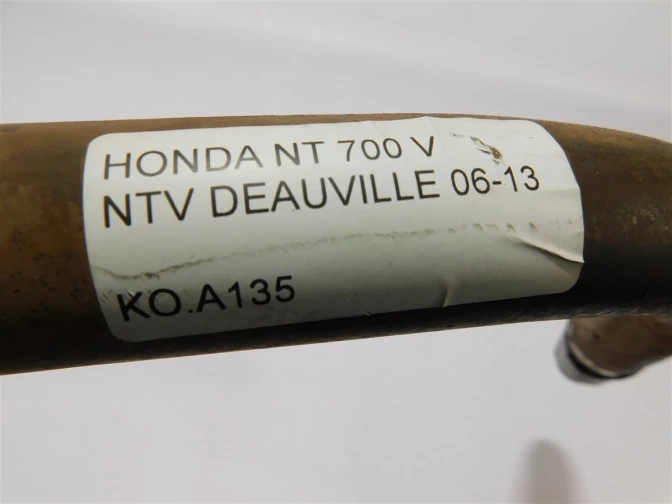 HONDA NT 700 V
NTV DEAUVILLE 06-13
KO.A135